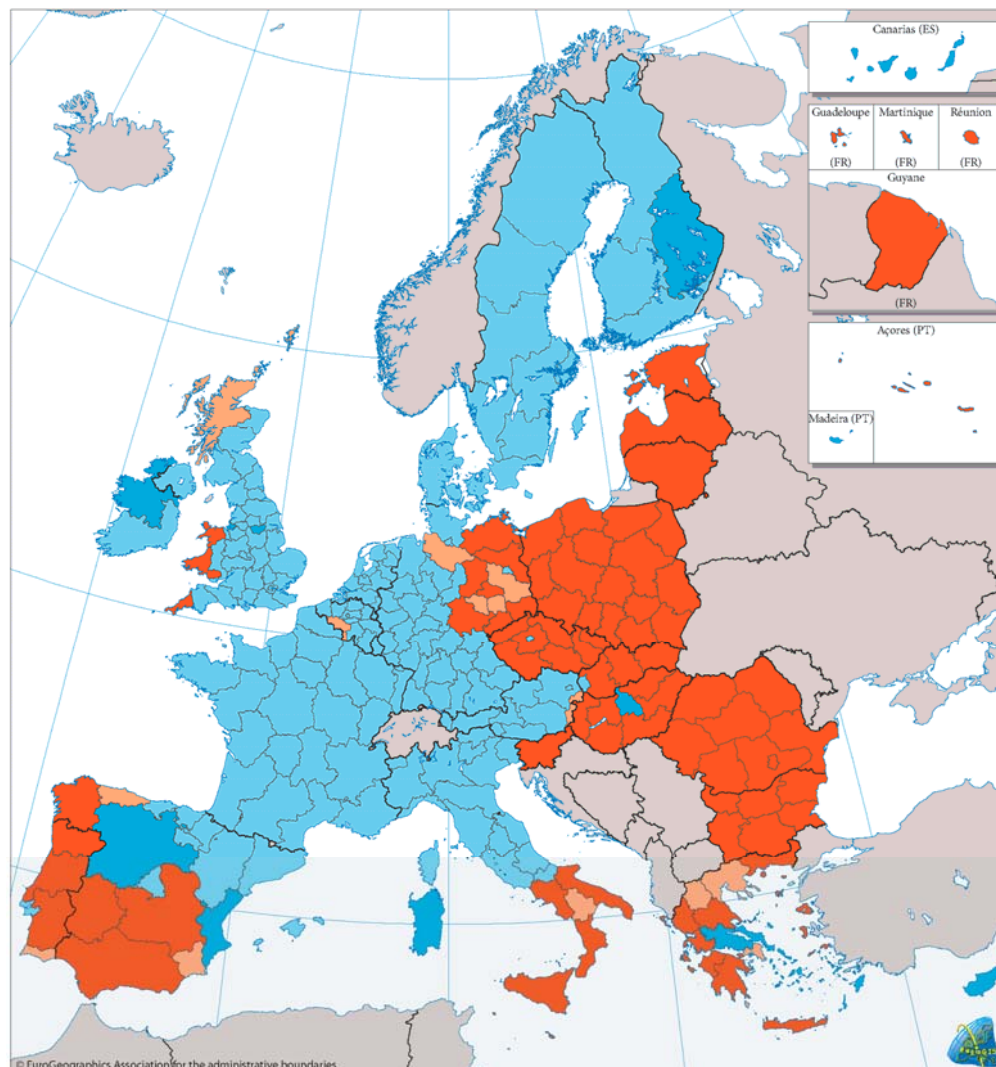 Canarias (ES)
Guadeloupe
Martinique
Réunion
(FR)
(FR)
(FR)
Guyane
(FR)
Açores (PT)
Madeira (PT)
© EuroGeographics Association for the administrative boundaries